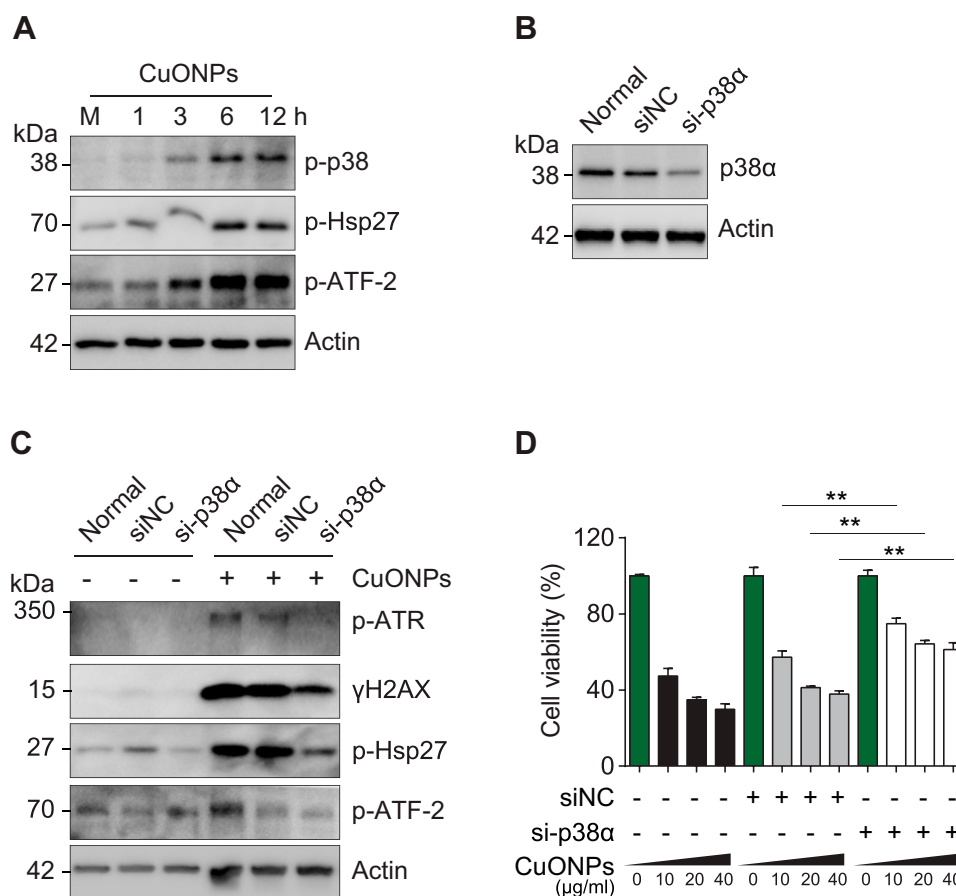 A
CuONPs
M 1 3 6 12 h
kDa
38 p-p38
70 p-Hsp27
27 p-ATF-2
42 Actin
B
Normal siNC si-p38α
kDa
38 p38α
42 Actin
C
Normal siNC si-p38α Normal siNC si-p38α
kDa - - - + + + CuONPs
350 p-ATR
15 γH2AX
27 p-Hsp27
70 p-ATF-2
42 Actin
D
** 
**
**
Cell viability (%)
120
80
40
0
siNC - - - - + + + + - - - -
si-p38α - - - - - - - - + + + +
CuONPs
(μg/ml) 0 10 20 40 0 10 20 40 0 10 20 40